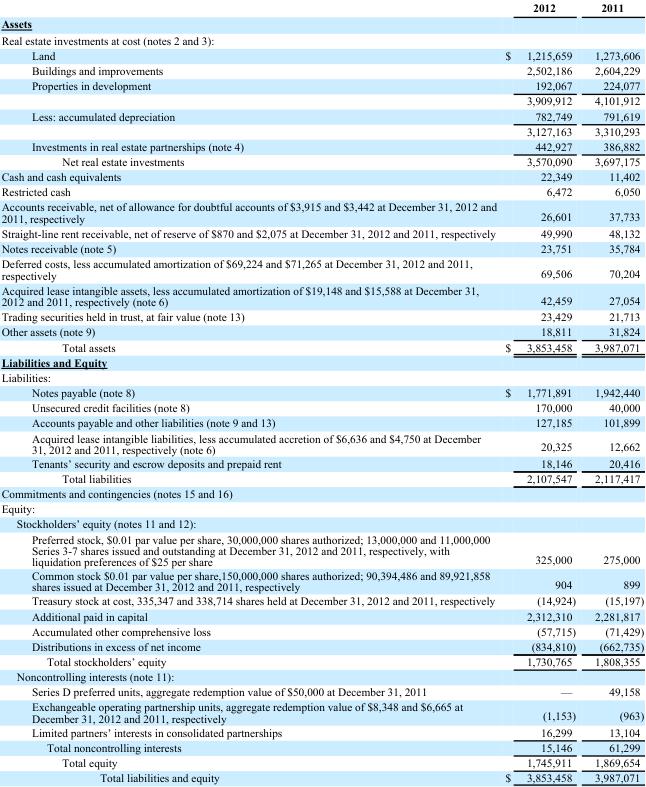 2012 2011
Assets
Real estate investments at cost (notes 2 and 3):
Land $ 1,215,659 1,273,606
Buildings and improvements 2,502,186 2,604,229
Properties in development 192,067 224,077
3,909,912 4,101,912
Less: accumulated depreciation 782,749 791,619
3,127,163 3,310,293
Investments in real estate partnerships (note 4) 442,927 386,882
Net real estate investments 3,570,090 3,697,175
Cash and cash equivalents 22,349 11,402
Restricted cash 6,472 6,050
Accounts receivable, net of allowance for doubtful accounts of $3,915 and $3,442 at December 31, 2012 and
2011, respectively 26,601 37,733
Straight-line rent receivable, net of reserve of $870 and $2,075 at December 31, 2012 and 2011, respectively 49,990 48,132
Notes receivable (note 5) 23,751 35,784
Deferred costs, less accumulated amortization of $69,224 and $71,265 at December 31, 2012 and 2011,
respectively 69,506 70,204
Acquired lease intangible assets, less accumulated amortization of $19,148 and $15,588 at December 31,
2012 and 2011, respectively (note 6) 42,459 27,054
Trading securities held in trust, at fair value (note 13) 23,429 21,713
Other assets (note 9) 18,811 31,824
Total assets $ 3,853,458 3,987,071
Liabilities and Equity
Liabilities:
Notes payable (note 8) $ 1,771,891 1,942,440
Unsecured credit facilities (note 8) 170,000 40,000
Accounts payable and other liabilities (note 9 and 13) 127,185 101,899
Acquired lease intangible liabilities, less accumulated accretion of $6,636 and $4,750 at December
31, 2012 and 2011, respectively (note 6) 20,325 12,662
Tenants' security and escrow deposits and prepaid rent 18,146 20,416
Total liabilities 2,107,547 2,117,417
Commitments and contingencies (notes 15 and 16)
Equity:
Stockholders' equity (notes 11 and 12):
Preferred stock, $0.01 par value per share, 30,000,000 shares authorized; 13,000,000 and 11,000,000
Series 3-7 shares issued and outstanding at December 31, 2012 and 2011, respectively, with
liquidation preferences of $25 per share 325,000 275,000
Common stock $0.01 par value per share,150,000,000 shares authorized; 90,394,486 and 89,921,858
shares issued at December 31, 2012 and 2011, respectively 904 899
Treasury stock at cost, 335,347 and 338,714 shares held at December 31, 2012 and 2011, respectively (14,924) (15,197)
Additional paid in capital 2,312,310 2,281,817
Accumulated other comprehensive loss (57,715) (71,429)
Distributions in excess of net income (834,810) (662,735)
Total stockholders' equity 1,730,765 1,808,355
Noncontrolling interests (note 11):
Series D preferred units, aggregate redemption value of $50,000 at December 31, 2011 — 49,158
Exchangeable operating partnership units, aggregate redemption value of $8,348 and $6,665 at
December 31, 2012 and 2011, respectively (1,153) (963)
Limited partners' interests in consolidated partnerships 16,299 13,104
Total noncontrolling interests 15,146 61,299
Total equity 1,745,911 1,869,654
Total liabilities and equity $ 3,853,458 3,987,071